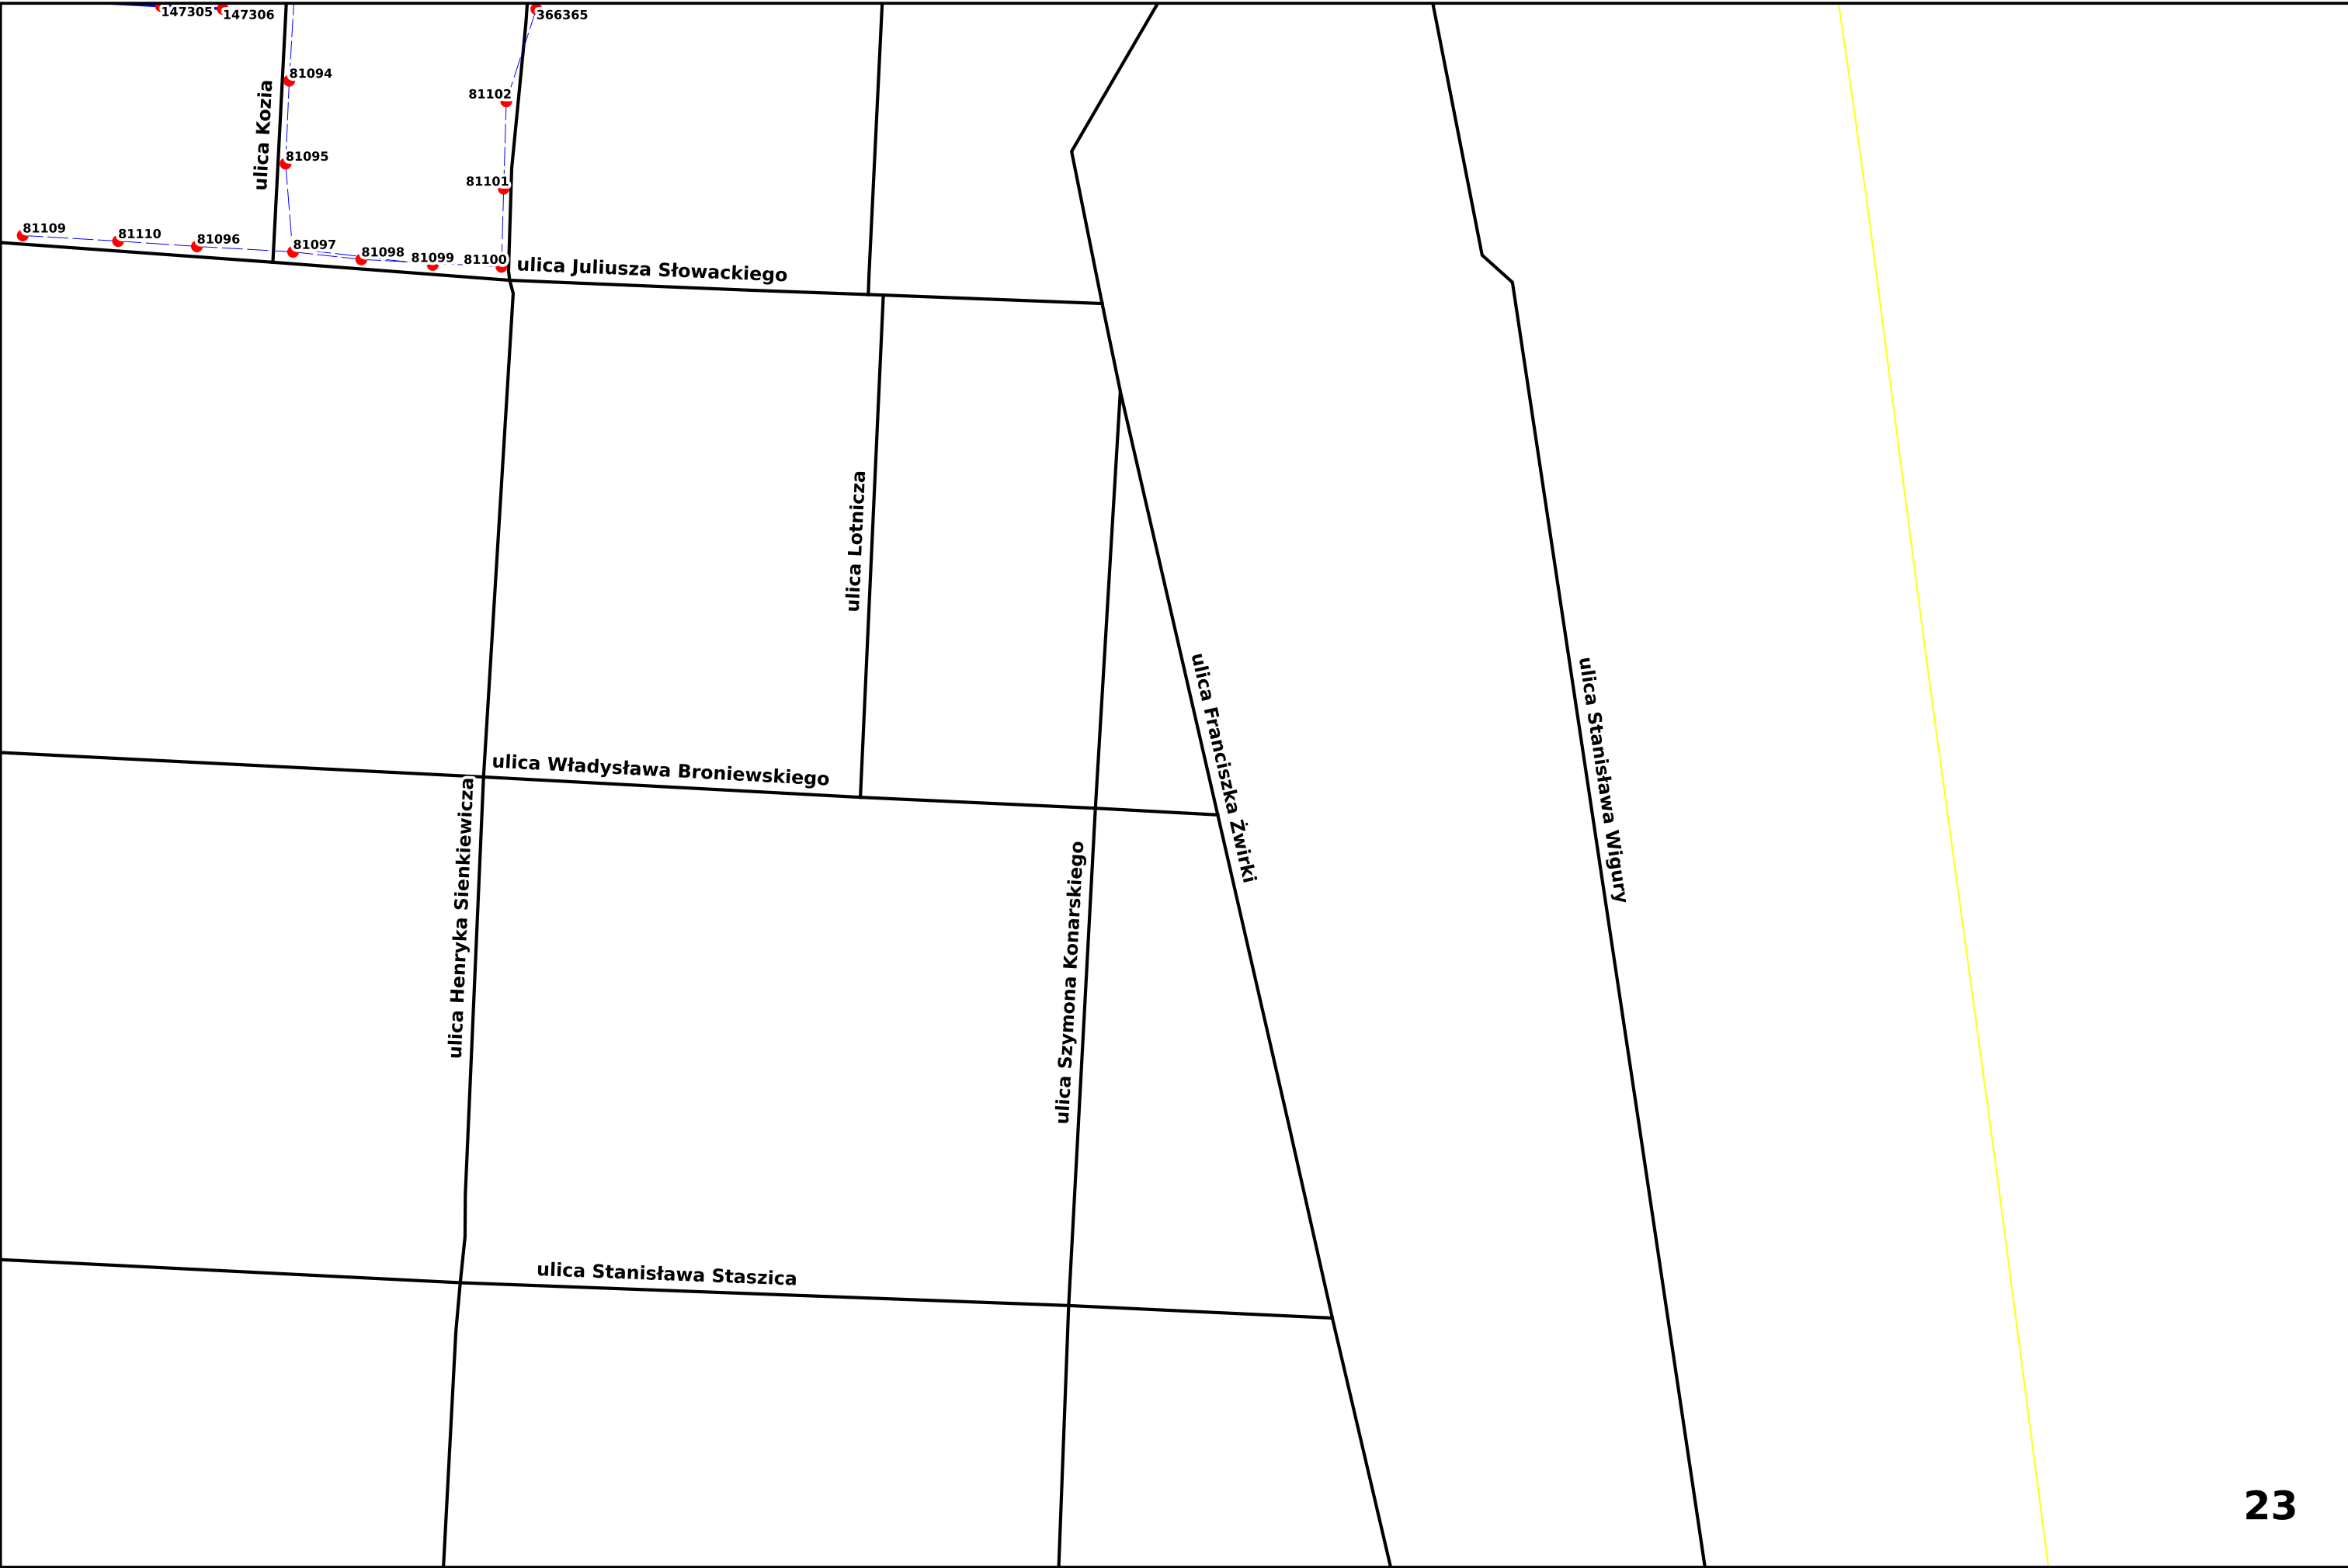 147305
147306
366365
81094
81102
ulica Kozia
81095
81101
81109
81110
81096
81097
81098
81099
81100
ulica Juliusza Słowackiego
ulica Lotnicza
ulica Franciszka Żwirki
ulica Stanisława Wigury
ulica Władysława Broniewskiego
ulica Henryka Sienkiewicza
ulica Szymona Konarskiego
ulica Stanisława Staszica
23